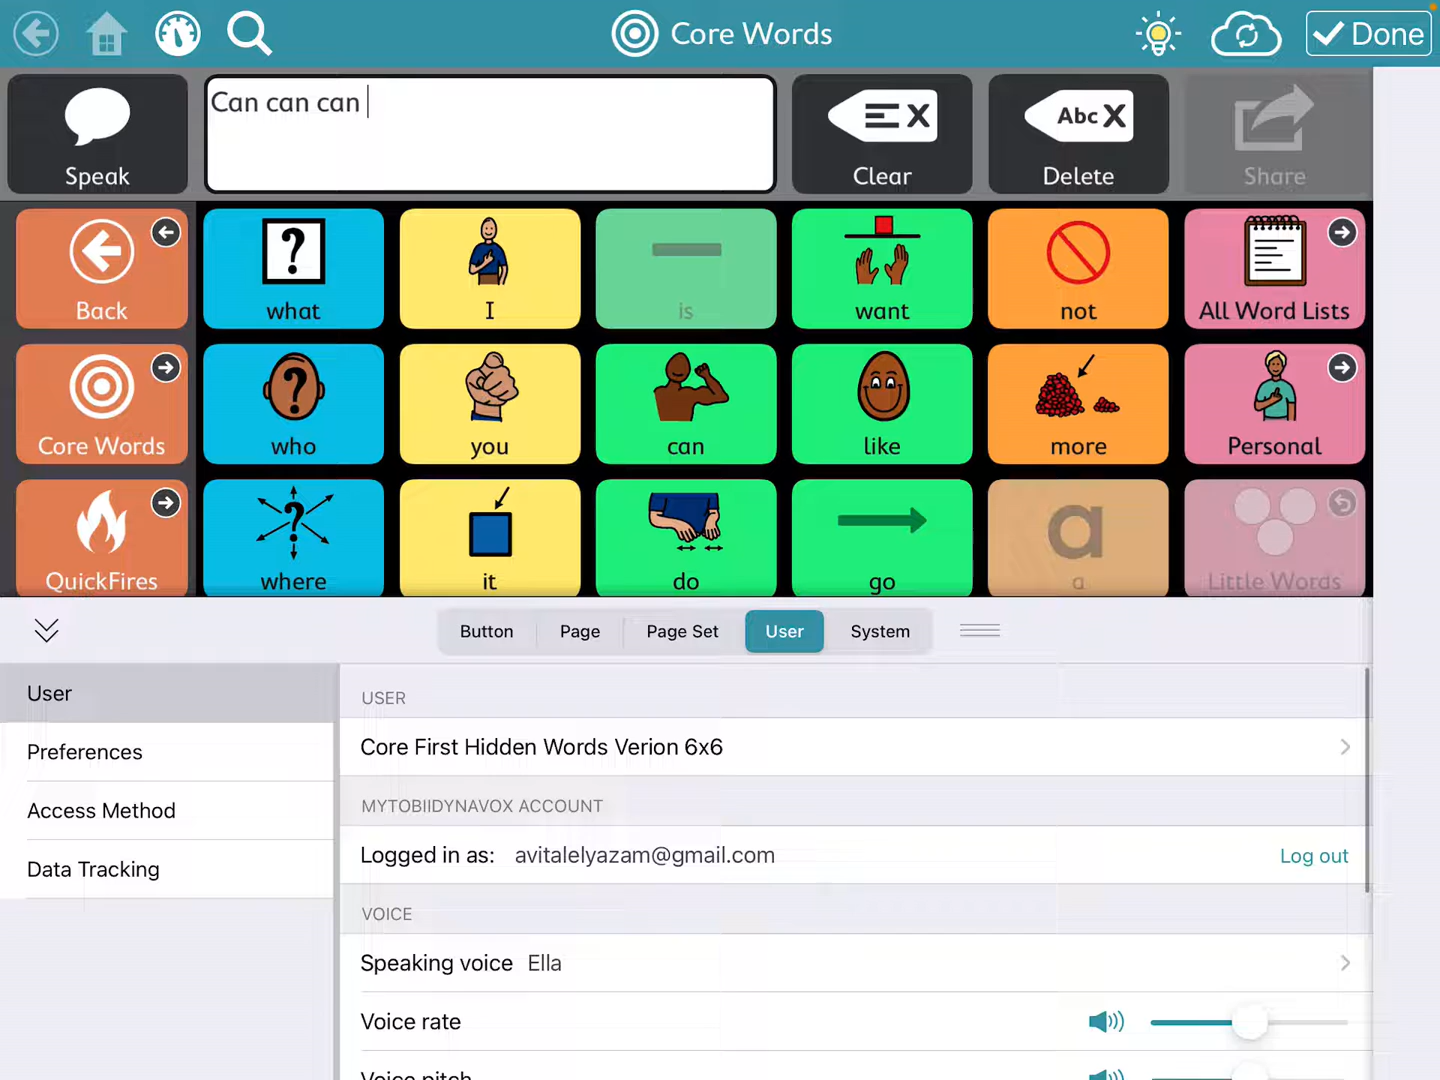 Core Words
Done
Speak
Can can can
Abc
Clear
Delete
Share
Back
what
I
is
want
not
All Word Lists
Core Words
who
you
can
like
more
Personal
QuickFires
where
it
do
go
a
a
Little Words
Button
Page
Page Set
User
System
User
Preferences
Access Method
Data Tracking
USER
Core First Hidden Words Verion 6x6
MYTOBIIDYNAVOX ACCOUNT
Logged in as: avitalelyazam@gmail.com
Log out
VOICE
Speaking voice Ella
Voice rate
Voice pitch